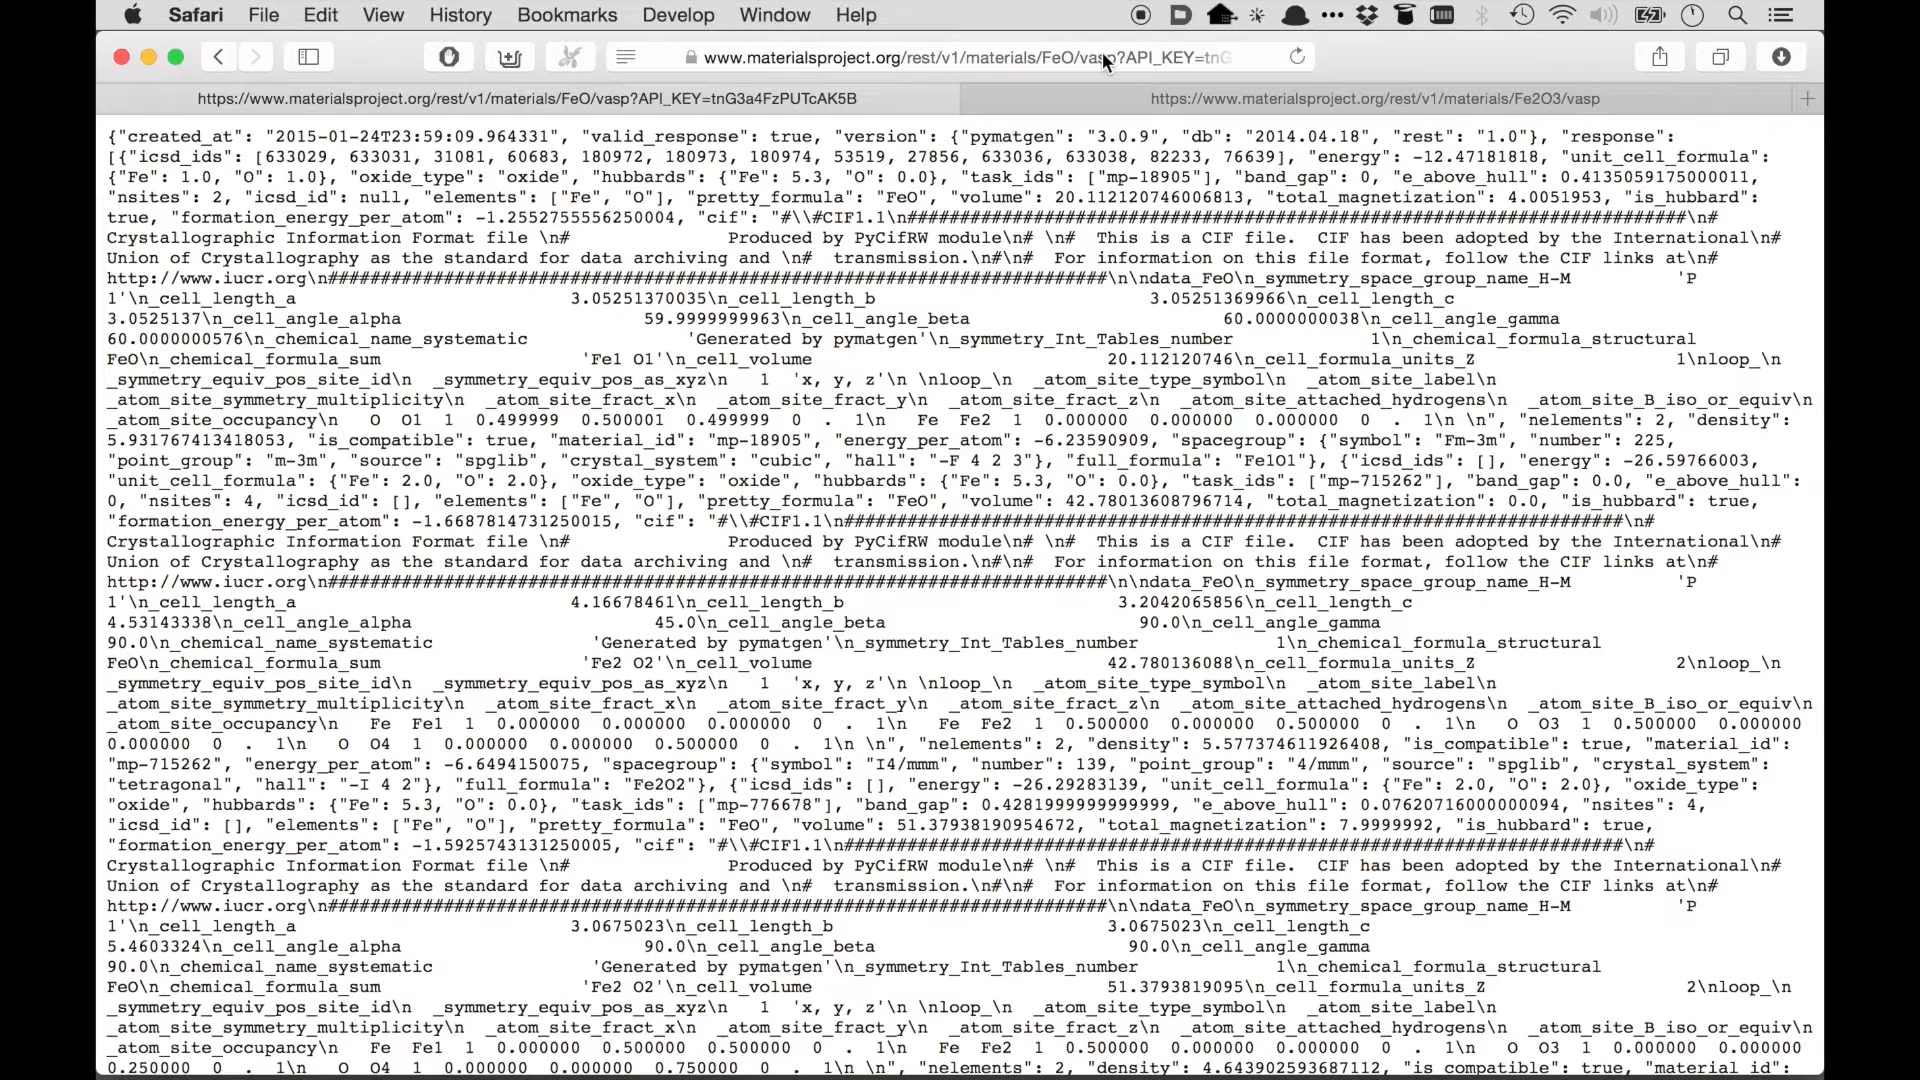 Safari File Edit View History Bookmarks Develop Window Help
www.materialsproject.org/rest/v1/materials/FeO/vasp?API_KEY=tnG
https://www.materialsproject.org/rest/v1/materials/FeO/vasp?API_KEY=tnG3a4FzPUTcAK5B
https://www.materialsproject.org/rest/v1/materials/Fe2O3/vasp
{"created_at": "2015-01-24T23:59:09.964331", "valid_response": true, "version": {"pymatgen": "3.0.9", "db": "2014.04.18", "rest": "1.0"}, "response":
[{"icsd_ids": [633029, 633031, 31081, 60683, 180972, 180973, 180974, 53519, 27856, 633036, 633038, 82233, 76639], "energy": -12.47181818, "unit_cell_formula":
{"Fe": 1.0, "O": 1.0}, "oxide_type": "oxide", "hubbards": {"Fe": 5.3, "O": 0.0}, "task_ids": ["mp-18905"], "band_gap": 0, "e_above_hull": 0.4135059175000011,
"nsites": 2, "icsd_id": null, "elements": ["Fe", "O"], "pretty_formula": "FeO", "volume": 20.112120746006813, "total_magnetization": 4.0051953, "is_hubbard":
true, "formation_energy_per_atom": -1.2552755556250004, "cif": "#\\#CIF1.1\n##########################################################################\n#
Crystallographic Information Format file \n#               Produced by PyCifRW module\n# \n#  This is a CIF file.  CIF has been adopted by the International\n#
Union of Crystallography as the standard for data archiving and \n#  transmission.\n#\n#  For information on this file format, follow the CIF links at\n#
http://www.iucr.org\n##########################################################################\n\ndata_FeO\n_symmetry_space_group_name_H-M          'P
1'\n_cell_length_a                          3.05251370035\n_cell_length_b                          3.05251369966\n_cell_length_c
3.0525137\n_cell_angle_alpha                       59.9999999963\n_cell_angle_beta                        60.0000000038\n_cell_angle_gamma
60.0000000576\n_chemical_name_systematic               'Generated by pymatgen'\n_symmetry_Int_Tables_number             1\n_chemical_formula_structural
FeO\n_chemical_formula_sum                   'Fe1 O1'\n_cell_volume                            20.112120746\n_cell_formula_units_Z                   1\nloop_\n
_symmetry_equiv_pos_site_id\n  _symmetry_equiv_pos_as_xyz\n   1  'x, y, z'\n \nloop_\n  _atom_site_type_symbol\n  _atom_site_label\n
_atom_site_symmetry_multiplicity\n  _atom_site_fract_x\n  _atom_site_fract_y\n  _atom_site_fract_z\n  _atom_site_attached_hydrogens\n  _atom_site_B_iso_or_equiv\n
_atom_site_occupancy\n   O  O1  1  0.499999  0.500001  0.499999  0  .  1\n   Fe  Fe2  1  0.000000  0.000000  0.000000  0  .  1\n \n", "nelements": 2, "density":
5.931767413418053, "is_compatible": true, "material_id": "mp-18905", "energy_per_atom": -6.23590909, "spacegroup": {"symbol": "Fm-3m", "number": 225,
"point_group": "m-3m", "source": "spglib", "crystal_system": "cubic", "hall": "-F 4 2 3"}, "full_formula": "Fe1O1"}, {"icsd_ids": [], "energy": -26.59766003,
"unit_cell_formula": {"Fe": 2.0, "O": 2.0}, "oxide_type": "oxide", "hubbards": {"Fe": 5.3, "O": 0.0}, "task_ids": ["mp-715262"], "band_gap": 0.0, "e_above_hull":
0, "nsites": 4, "icsd_id": [], "elements": ["Fe", "O"], "pretty_formula": "FeO", "volume": 42.78013608796714, "total_magnetization": 0.0, "is_hubbard": true,
"formation_energy_per_atom": -1.6687814731250015, "cif": "#\\#CIF1.1\n##########################################################################\n#
Crystallographic Information Format file \n#               Produced by PyCifRW module\n# \n#  This is a CIF file.  CIF has been adopted by the International\n#
Union of Crystallography as the standard for data archiving and \n#  transmission.\n#\n#  For information on this file format, follow the CIF links at\n#
http://www.iucr.org\n##########################################################################\n\ndata_FeO\n_symmetry_space_group_name_H-M          'P
1'\n_cell_length_a                          4.16678461\n_cell_length_b                          3.2042065856\n_cell_length_c
4.53143338\n_cell_angle_alpha                       45.0\n_cell_angle_beta                        90.0\n_cell_angle_gamma
90.0\n_chemical_name_systematic               'Generated by pymatgen'\n_symmetry_Int_Tables_number             1\n_chemical_formula_structural
FeO\n_chemical_formula_sum                   'Fe2 O2'\n_cell_volume                            42.780136088\n_cell_formula_units_Z                   2\nloop_\n
_symmetry_equiv_pos_site_id\n  _symmetry_equiv_pos_as_xyz\n   1  'x, y, z'\n \nloop_\n  _atom_site_type_symbol\n  _atom_site_label\n
_atom_site_symmetry_multiplicity\n  _atom_site_fract_x\n  _atom_site_fract_y\n  _atom_site_fract_z\n  _atom_site_attached_hydrogens\n  _atom_site_B_iso_or_equiv\n
_atom_site_occupancy\n   Fe  Fe1  1  0.000000  0.000000  0.000000  0  .  1\n   Fe  Fe2  1  0.500000  0.000000  0.500000  0  .  1\n   O  O3  1  0.500000  0.000000
0.000000  0  .  1\n   O  O4  1  0.000000  0.000000  0.500000  0  .  1\n \n", "nelements": 2, "density": 5.577374611926408, "is_compatible": true, "material_id":
"mp-715262", "energy_per_atom": -6.6494150075, "spacegroup": {"symbol": "I4/mmm", "number": 139, "point_group": "4/mmm", "source": "spglib", "crystal_system":
"tetragonal", "hall": "-I 4 2"}, "full_formula": "Fe2O2"}, {"icsd_ids": [], "energy": -26.29283139, "unit_cell_formula": {"Fe": 2.0, "O": 2.0}, "oxide_type":
"oxide", "hubbards": {"Fe": 5.3, "O": 0.0}, "task_ids": ["mp-776678"], "band_gap": 0.4281999999999999, "e_above_hull": 0.07620716000000094, "nsites": 4,
"icsd_id": [], "elements": ["Fe", "O"], "pretty_formula": "FeO", "volume": 51.37938190954672, "total_magnetization": 7.9999992, "is_hubbard": true,
"formation_energy_per_atom": -1.5925743131250005, "cif": "#\\#CIF1.1\n##########################################################################\n#
Crystallographic Information Format file \n#               Produced by PyCifRW module\n# \n#  This is a CIF file.  CIF has been adopted by the International\n#
Union of Crystallography as the standard for data archiving and \n#  transmission.\n#\n#  For information on this file format, follow the CIF links at\n#
http://www.iucr.org\n##########################################################################\n\ndata_FeO\n_symmetry_space_group_name_H-M          'P
1'\n_cell_length_a                          3.0675023\n_cell_length_b                          3.0675023\n_cell_length_c
5.4603324\n_cell_angle_alpha                       90.0\n_cell_angle_beta                        90.0\n_cell_angle_gamma
90.0\n_chemical_name_systematic               'Generated by pymatgen'\n_symmetry_Int_Tables_number             1\n_chemical_formula_structural
FeO\n_chemical_formula_sum                   'Fe2 O2'\n_cell_volume                            51.3793819095\n_cell_formula_units_Z                   2\nloop_\n
_symmetry_equiv_pos_site_id\n  _symmetry_equiv_pos_as_xyz\n   1  'x, y, z'\n \nloop_\n  _atom_site_type_symbol\n  _atom_site_label\n
_atom_site_symmetry_multiplicity\n  _atom_site_fract_x\n  _atom_site_fract_y\n  _atom_site_fract_z\n  _atom_site_attached_hydrogens\n  _atom_site_B_iso_or_equiv\n
_atom_site_occupancy\n   Fe  Fe1  1  0.000000  0.500000  0.500000  0  .  1\n   Fe  Fe2  1  0.500000  0.000000  0.000000  0  .  1\n   O  O3  1  0.000000  0.000000
0.250000  0  .  1\n   O  O4  1  0.000000  0.000000  0.750000  0  .  1\n \n", "nelements": 2, "density": 4.643902593687112, "is_compatible": true, "material_id":